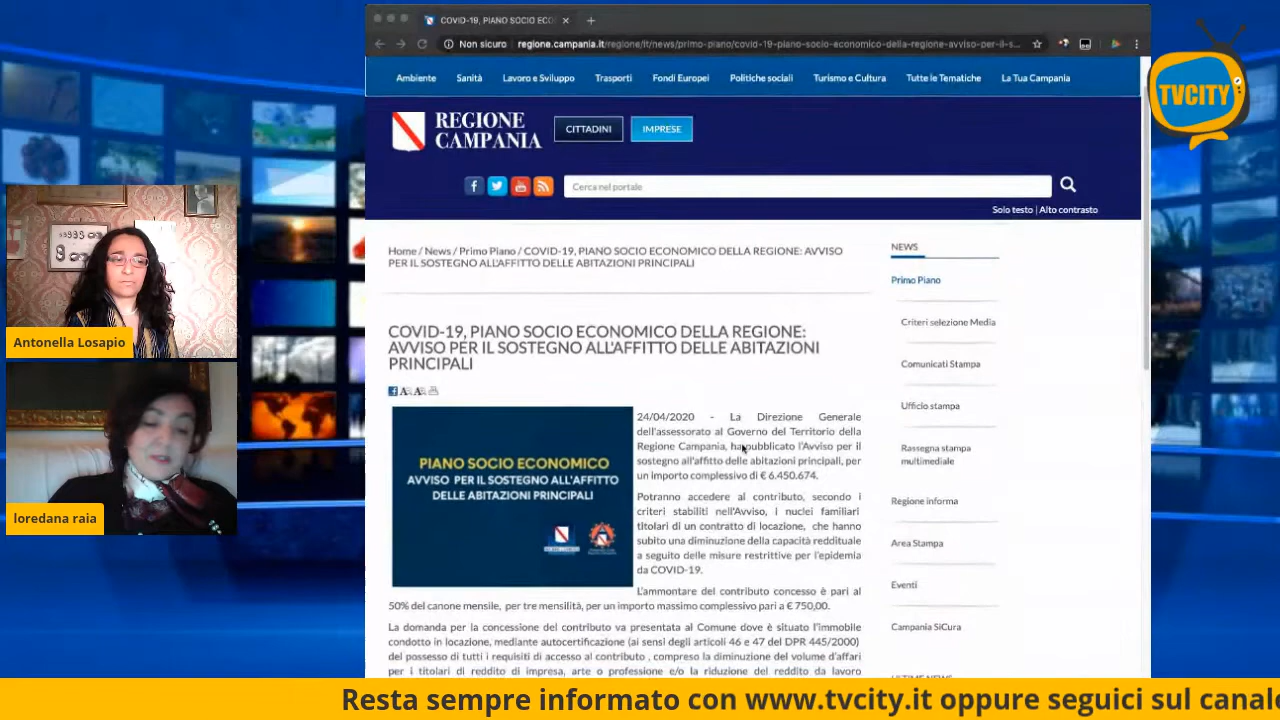 COVID-19, PIANO SOCIO ECO
Non sicuro regione.campania.it/regione/it/news/primo-piano/covid-19-piano-socio-economico-della-regione-avviso-per-il-s...
Ambiente Sanità Lavoro e Sviluppo Trasporti Fondi Europei Politiche sociali Turismo e Cultura Tutte le Tematiche La Tua Campania
TVCITY
REGIONE
CAMPANIA
CITTADINI IMPRESE
Cerca nel portale
Solo testo | Alto contrasto
Home / News / Primo Piano / COVID-19, PIANO SOCIO ECONOMICO DELLA REGIONE: AVVISO
PER IL SOSTEGNO ALL'AFFITTO DELLE ABITAZIONI PRINCIPALI
NEWS
Primo Piano
Criteri selezione Media
Comunicati Stampa
Ufficio stampa
Rassegna stampa
multimediale
Regione informa
Area Stampa
Eventi
Campania SiCura
COVID-19, PIANO SOCIO ECONOMICO DELLA REGIONE:
AVVISO PER IL SOSTEGNO ALL'AFFITTO DELLE ABITAZIONI
PRINCIPALI
PIANO SOCIO ECONOMICO
AVVISO PER IL SOSTEGNO ALL'AFFITTO
DELLE ABITAZIONI PRINCIPALI
24/04/2020 - La Direzione Generale
dell'assessorato al Governo del Territorio della
Regione Campania, ha pubblicato l'Avviso per il
sostegno all'affitto delle abitazioni principali, per
un importo complessivo di € 6.450.674.
Potranno accedere al contributo, secondo i
criteri stabiliti nell'Avviso, i nuclei familiari
titolari di un contratto di locazione, che hanno
subito una diminuzione della capacità reddituale
a seguito delle misure restrittive per l'epidemia
da COVID-19.
L'ammontare del contributo concesso è pari al
50% del canone mensile, per tre mensilità, per un importo massimo complessivo pari a € 750,00.
La domanda per la concessione del contributo va presentata al Comune dove è situato l'immobile
condotto in locazione, mediante autocertificazione (ai sensi degli articoli 46 e 47 del DPR 445/2000)
del possesso di tutti i requisiti di accesso al contributo , compreso la diminuzione del volume d'affari
per i titolari di reddito di impresa, arte o professione e/o la riduzione del reddito da lavoro
Antonella Losapio
loredana raia
Resta sempre informato con www.tvcity.it oppure seguici sul canale